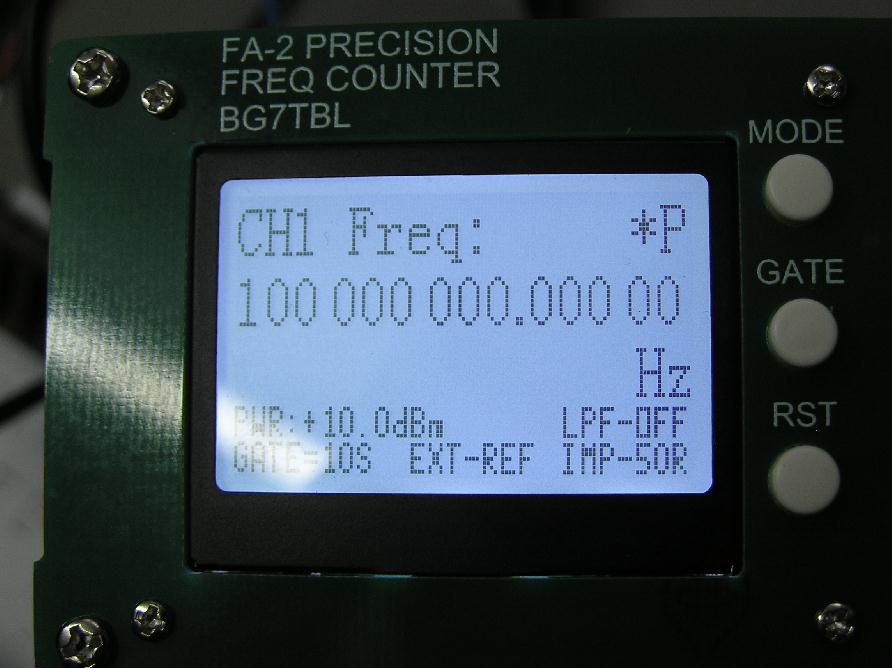 FA-2 PRECISION
FREQ COUNTER
BG7TBL
MODE
CH1 Freq: *P
100 000 000.000 00
GATE
Hz
PWR:+10.0dBm LPF-OFF
RST
GATE=10S EXT-REF IMP-50R